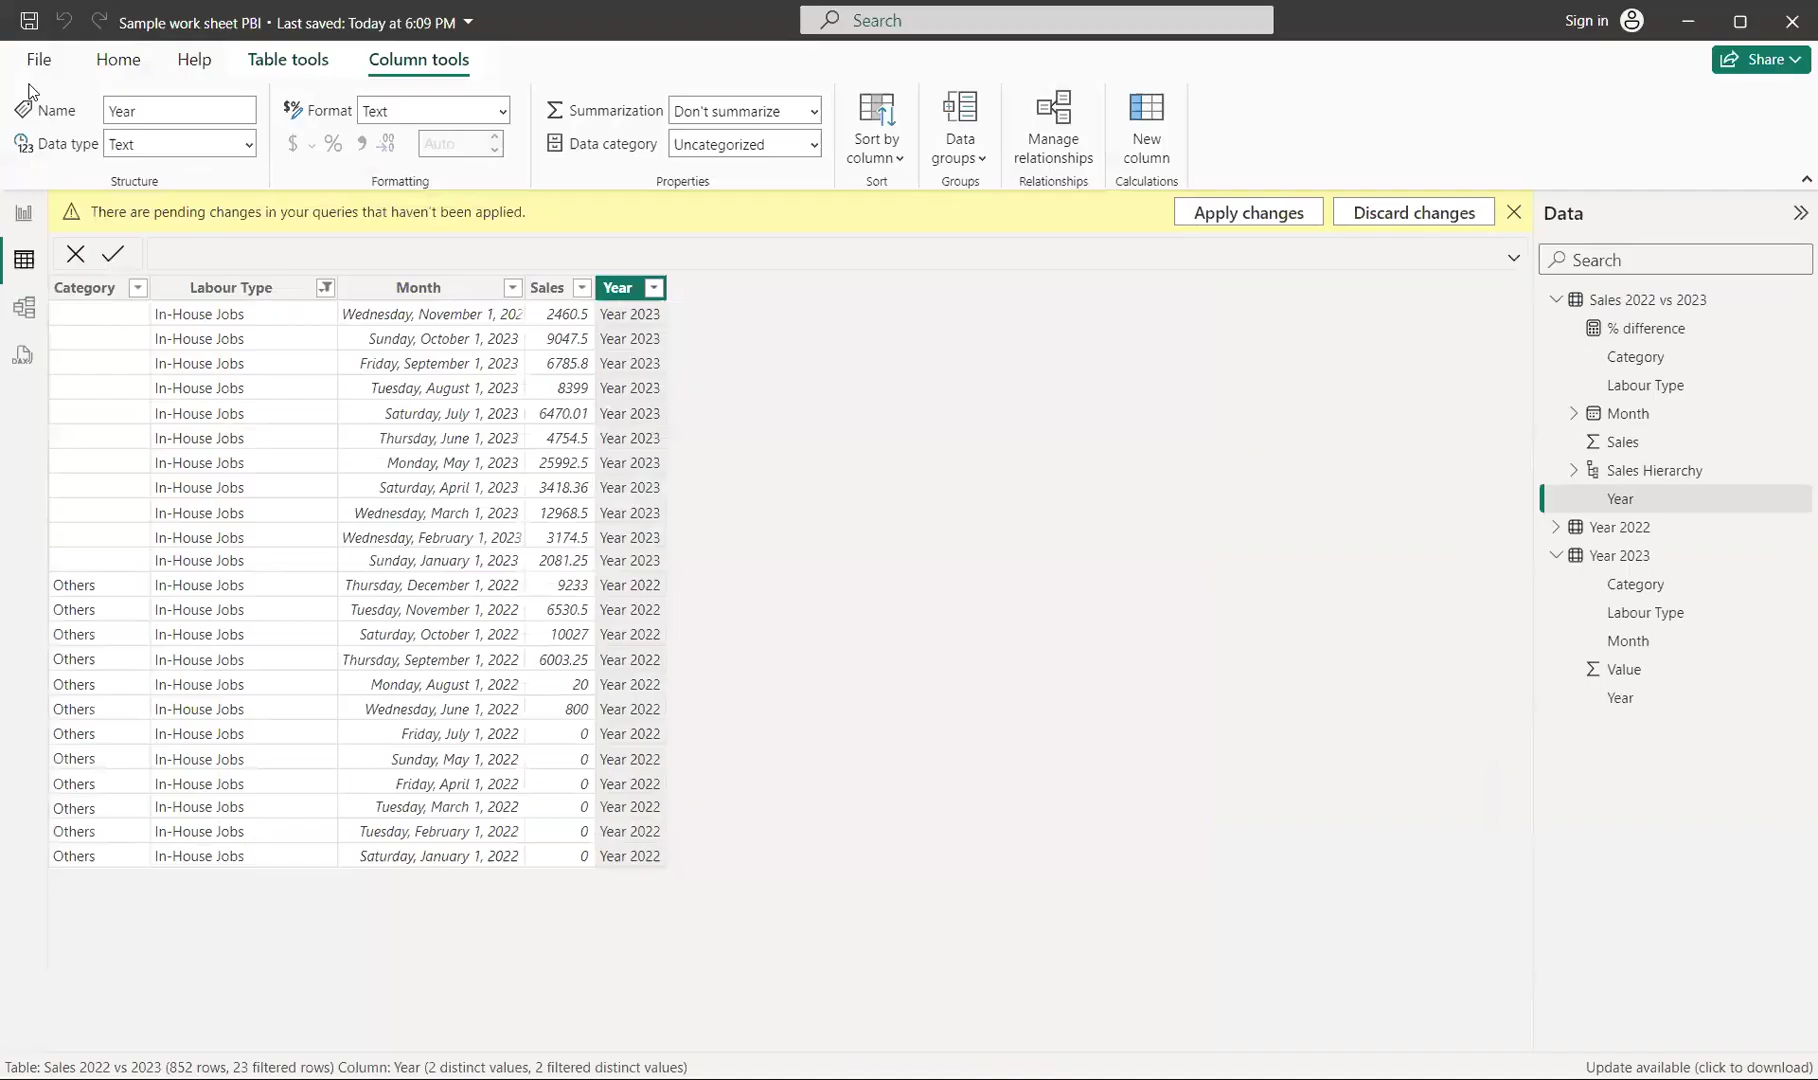 Sample work sheet PBI • Last saved: Today at 6:09 PM
Search
Sign in
File
Home
Help
Table tools
Column tools
Share
Name
Year
Format
Text
Summarization
Don't summarize
Data type
Text
$
%
Auto
Data category
Uncategorized
Sort by column
Data groups
Manage relationships
New column
Structure
Formatting
Properties
Sort
Groups
Relationships
Calculations
There are pending changes in your queries that haven't been applied.
Apply changes
Discard changes
Category Labour Type Month Sales Year
In-House Jobs Wednesday, November 1, 202 2460.5 Year 2023
In-House Jobs Sunday, October 1, 2023 9047.5 Year 2023
In-House Jobs Friday, September 1, 2023 6785.8 Year 2023
In-House Jobs Tuesday, August 1, 2023 8399 Year 2023
In-House Jobs Saturday, July 1, 2023 6470.01 Year 2023
In-House Jobs Thursday, June 1, 2023 4754.5 Year 2023
In-House Jobs Monday, May 1, 2023 25992.5 Year 2023
In-House Jobs Saturday, April 1, 2023 3418.36 Year 2023
In-House Jobs Wednesday, March 1, 2023 12968.5 Year 2023
In-House Jobs Wednesday, February 1, 2023 3174.5 Year 2023
In-House Jobs Sunday, January 1, 2023 2081.25 Year 2023
Others In-House Jobs Thursday, December 1, 2022 9233 Year 2022
Others In-House Jobs Tuesday, November 1, 2022 6530.5 Year 2022
Others In-House Jobs Saturday, October 1, 2022 10027 Year 2022
Others In-House Jobs Thursday, September 1, 2022 6003.25 Year 2022
Others In-House Jobs Monday, August 1, 2022 20 Year 2022
Others In-House Jobs Wednesday, June 1, 2022 800 Year 2022
Others In-House Jobs Friday, July 1, 2022 0 Year 2022
Others In-House Jobs Sunday, May 1, 2022 0 Year 2022
Others In-House Jobs Friday, April 1, 2022 0 Year 2022
Others In-House Jobs Tuesday, March 1, 2022 0 Year 2022
Others In-House Jobs Tuesday, February 1, 2022 0 Year 2022
Others In-House Jobs Saturday, January 1, 2022 0 Year 2022
DAX
Data
Search
Sales 2022 vs 2023
% difference
Category
Labour Type
Month
Sales
Sales Hierarchy
Year
Year 2022
Year 2023
Category
Labour Type
Month
Value
Year
Table: Sales 2022 vs 2023 (852 rows, 23 filtered rows) Column: Year (2 distinct values, 2 filtered distinct values)
Update available (click to download)